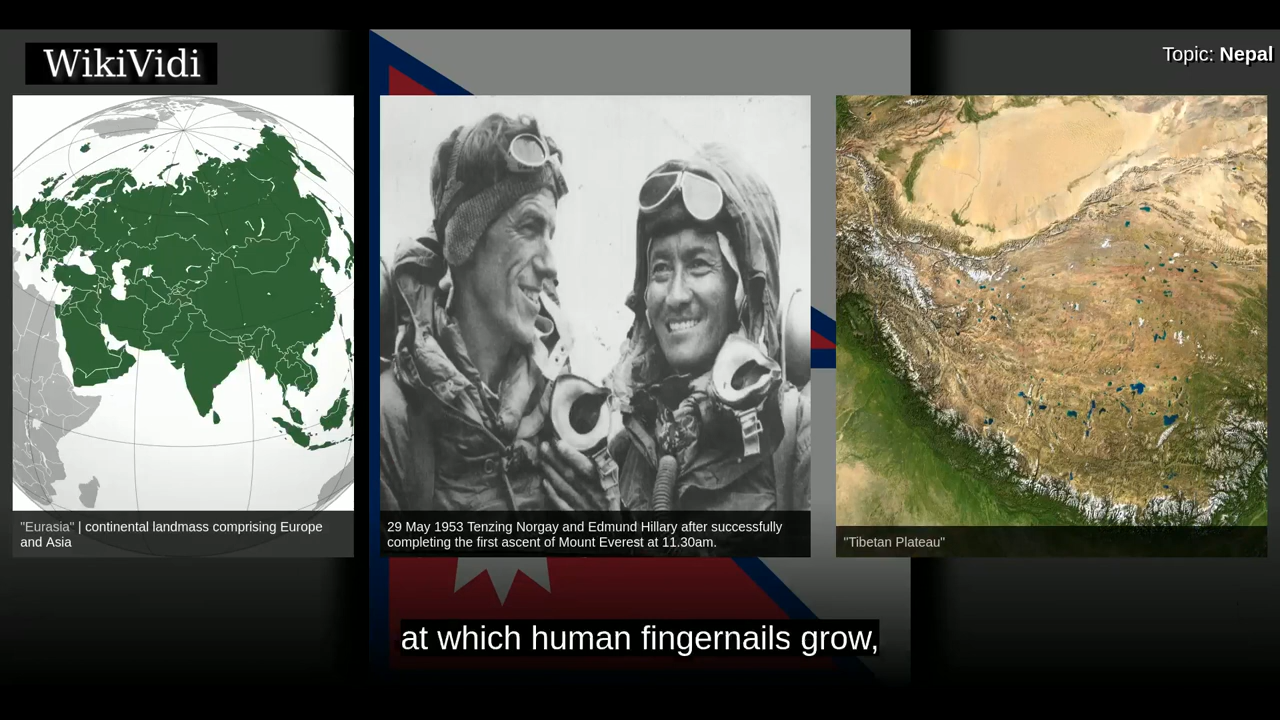 WikiVidi
Topic: Nepal
"Eurasia" | continental landmass comprising Europe
and Asia
29 May 1953 Tenzing Norgay and Edmund Hillary after successfully
completing the first ascent of Mount Everest at 11.30am.
"Tibetan Plateau"
at which human fingernails grow,